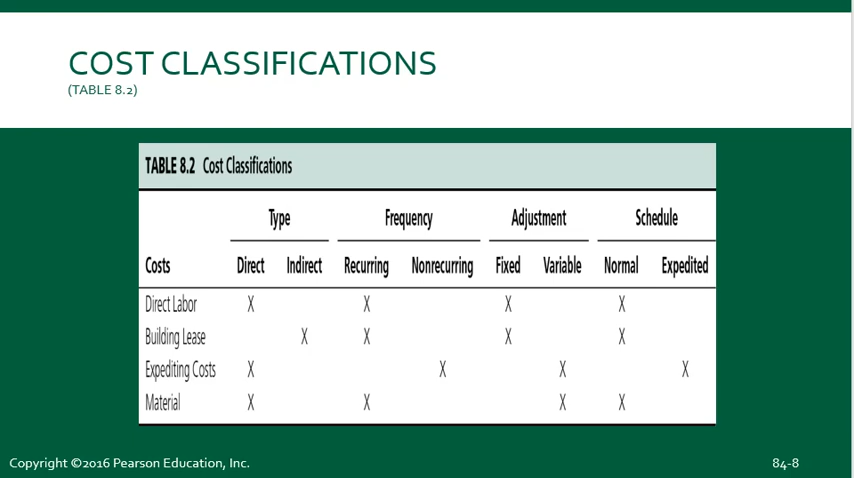 COST CLASSIFICATIONS
(TABLE 8.2)
TABLE 8.2 Cost Classifications
Type Frequency Adjustment Schedule
Costs Direct Indirect Recurring Nonrecurring Fixed Variable Normal Expedited
Direct Labor X X X X
Building Lease X X X X
Expediting Costs X X X X
Material X X X X
Copyright ©2016 Pearson Education, Inc. 84-8